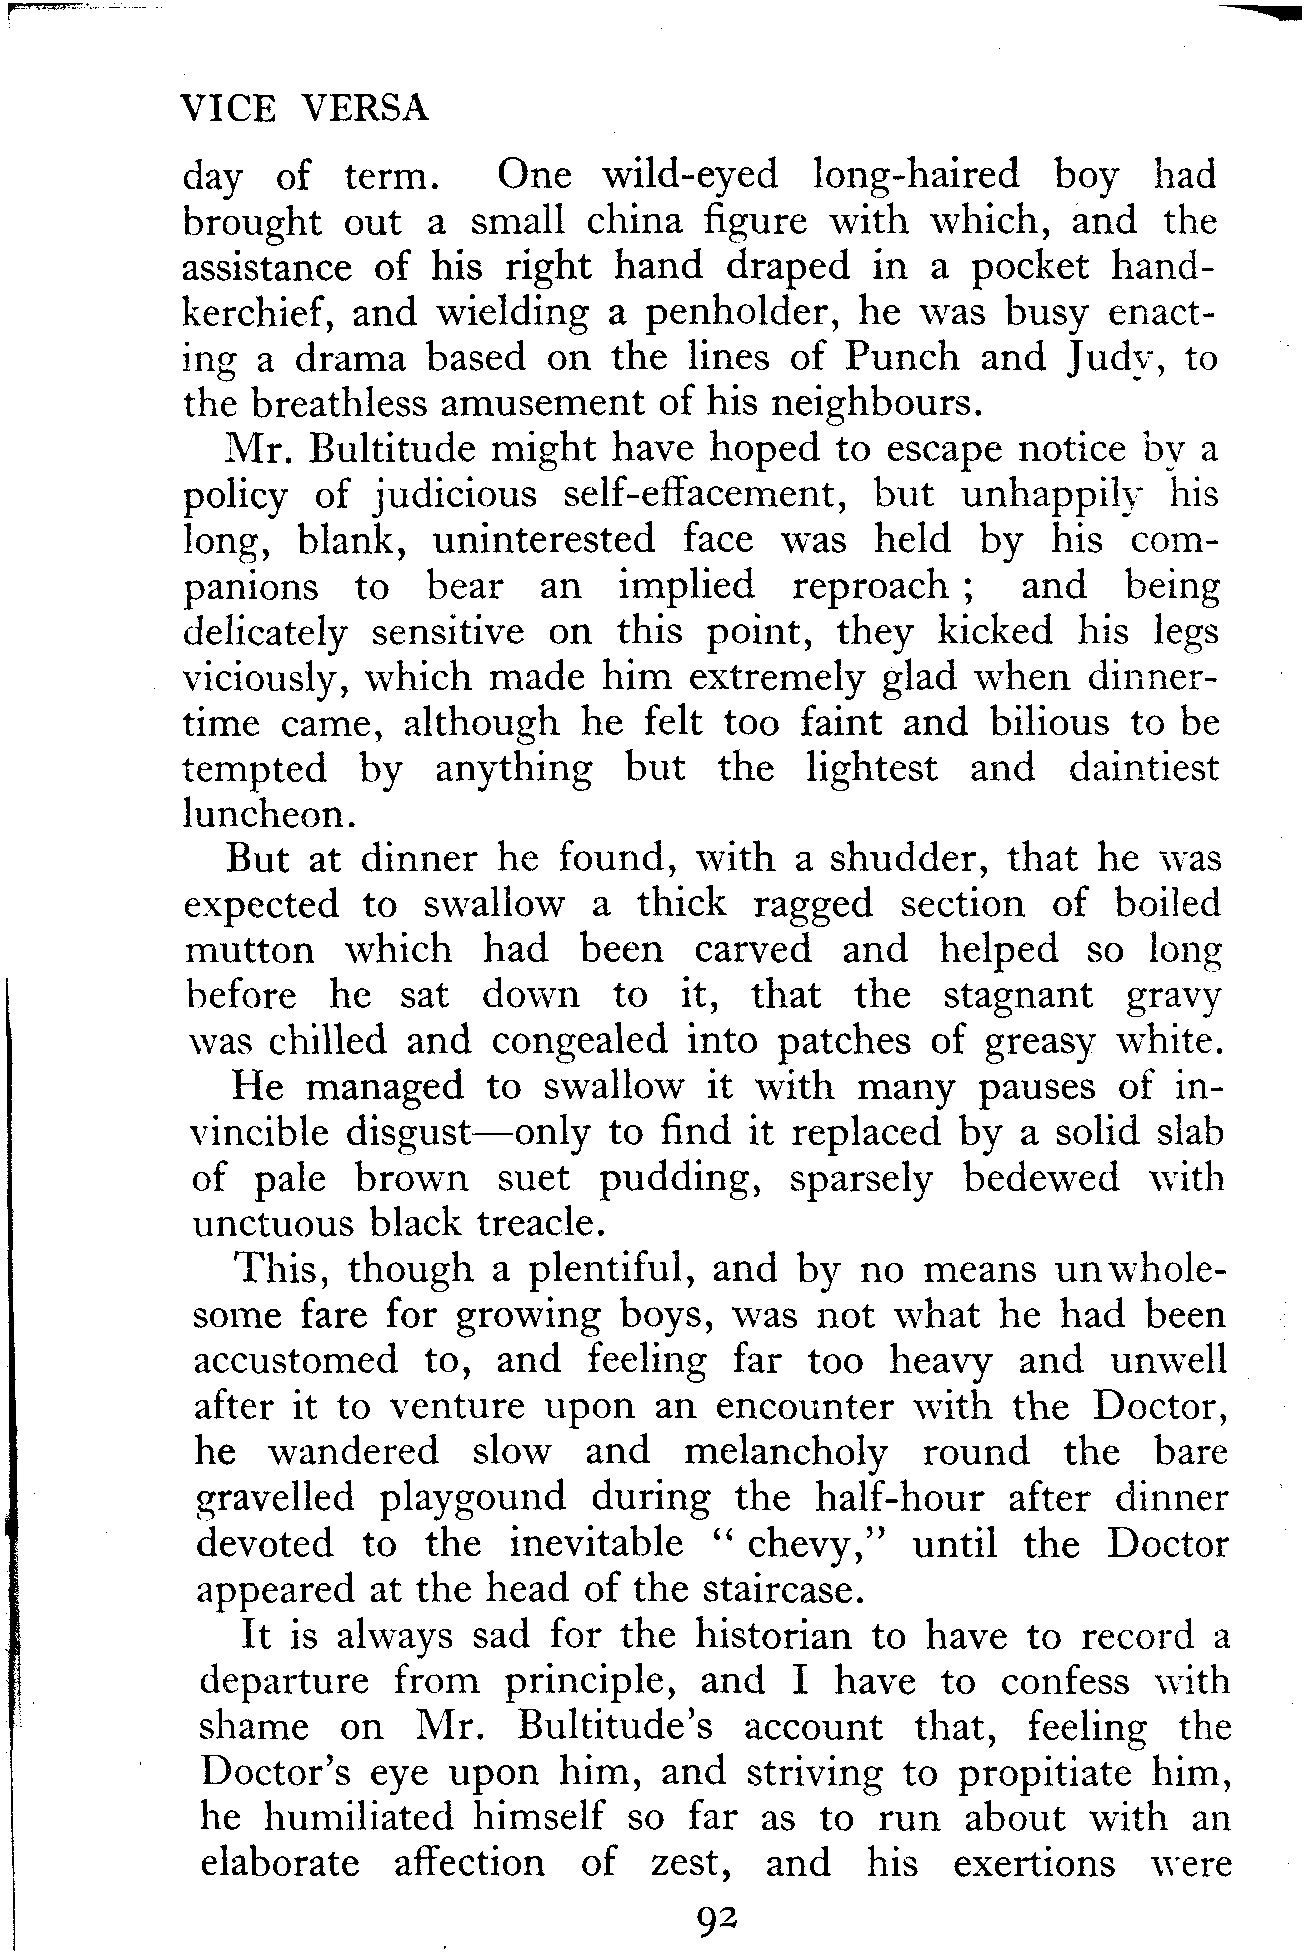 VICE VERSA
day of term. One wild-eyed long-haired boy had
brought out a small china figure with which, and the
assistance of his right hand draped in a pocket hand-
kerchief, and wielding a penholder, he was busy enact-
ing a drama based on the lines of Punch and Judy, to
the breathless amusement of his neighbours.
Mr. Bultitude might have hoped to escape notice by a
policy of judicious self-effacement, but unhappily his
long, blank, uninterested face was held by his com-
panions to bear an implied reproach ; and being
delicately sensitive on this point, they kicked his legs
viciously, which made him extremely glad when dinner-
time came, although he felt too faint and bilious to be
tempted by anything but the lightest and daintiest
luncheon.
But at dinner he found, with a shudder, that he was
expected to swallow a thick ragged section of boiled
mutton which had been carved and helped so long
before he sat down to it, that the stagnant gravy
was chilled and congealed into patches of greasy white.
He managed to swallow it with many pauses of in-
vincible disgust—only to find it replaced by a solid slab
of pale brown suet pudding, sparsely bedewed with
unctuous black treacle.
This, though a plentiful, and by no means unwhole-
some fare for growing boys, was not what he had been
accustomed to, and feeling far too heavy and unwell
after it to venture upon an encounter with the Doctor,
he wandered slow and melancholy round the bare
gravelled playgound during the half-hour after dinner
devoted to the inevitable “ chevy,” until the Doctor
appeared at the head of the staircase.
It is always sad for the historian to have to record a
departure from principle, and I have to confess with
shame on Mr. Bultitude's account that, feeling the
Doctor's eye upon him, and striving to propitiate him,
he humiliated himself so far as to run about with an
elaborate affection of zest, and his exertions were
92